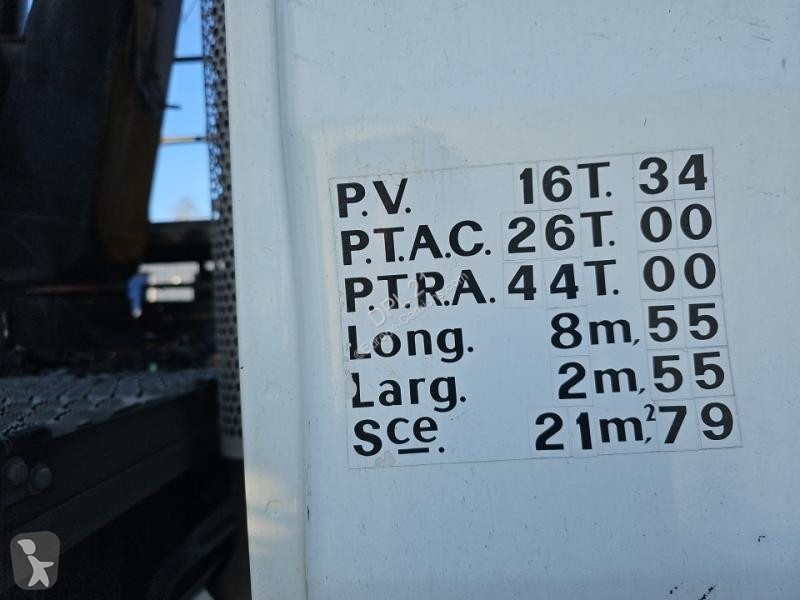 P.V. 16T. 34
P.T.A.C. 26T. 00
P.T.R.A. 44T. 00
Long. 8m, 55
Larg. 2m, 55
Sce. 21m²,79